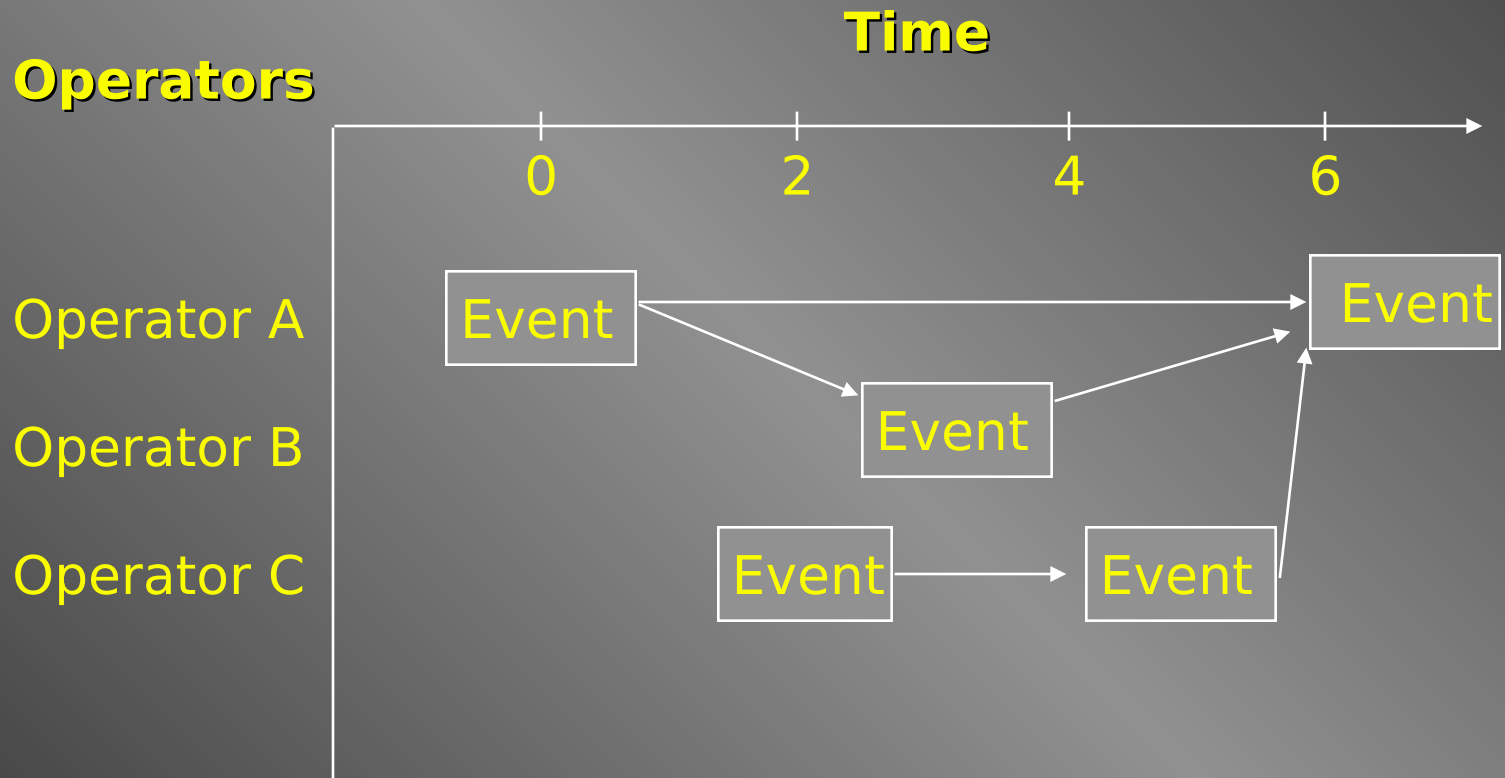 Time
Operators
0 2 4 6
Operator A
Event
Event
Operator B
Event
Operator C
Event
Event